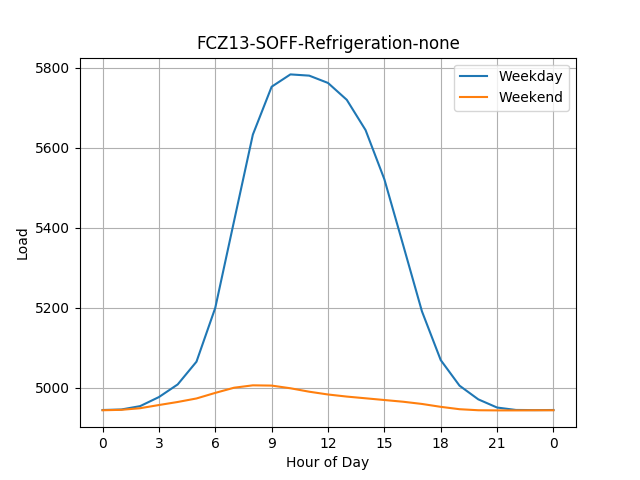 FCZ13-SOFF-Refrigeration-none
Weekday
Weekend
Load
5800
5600
5400
5200
5000
0 3 6 9 12 15 18 21 0
Hour of Day